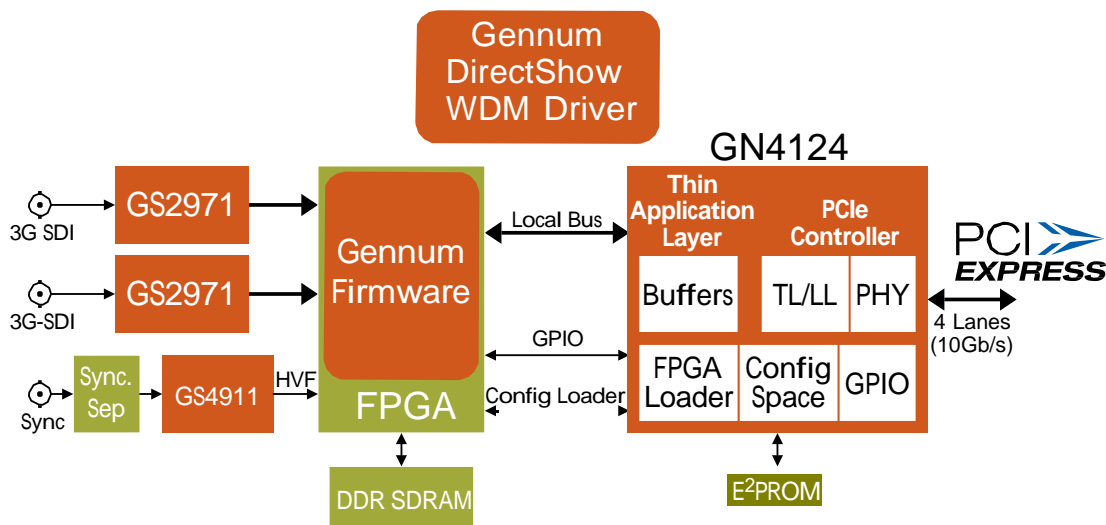 Gennum
DirectShow
WDM Driver
GN4124
3G SDI
GS2971
3G-SDI
GS2971
Sync
Sync.
Sep
GS4911
HVF
Gennum
Firmware
FPGA
DDR SDRAM
Local Bus
GPIO
Config Loader
Thin
Application
Layer
PCIe
Controller
Buffers
TL/LL
PHY
FPGA
Loader
Config
Space
GPIO
E²PROM
PCI
EXPRESS
4 Lanes
(10Gb/s)